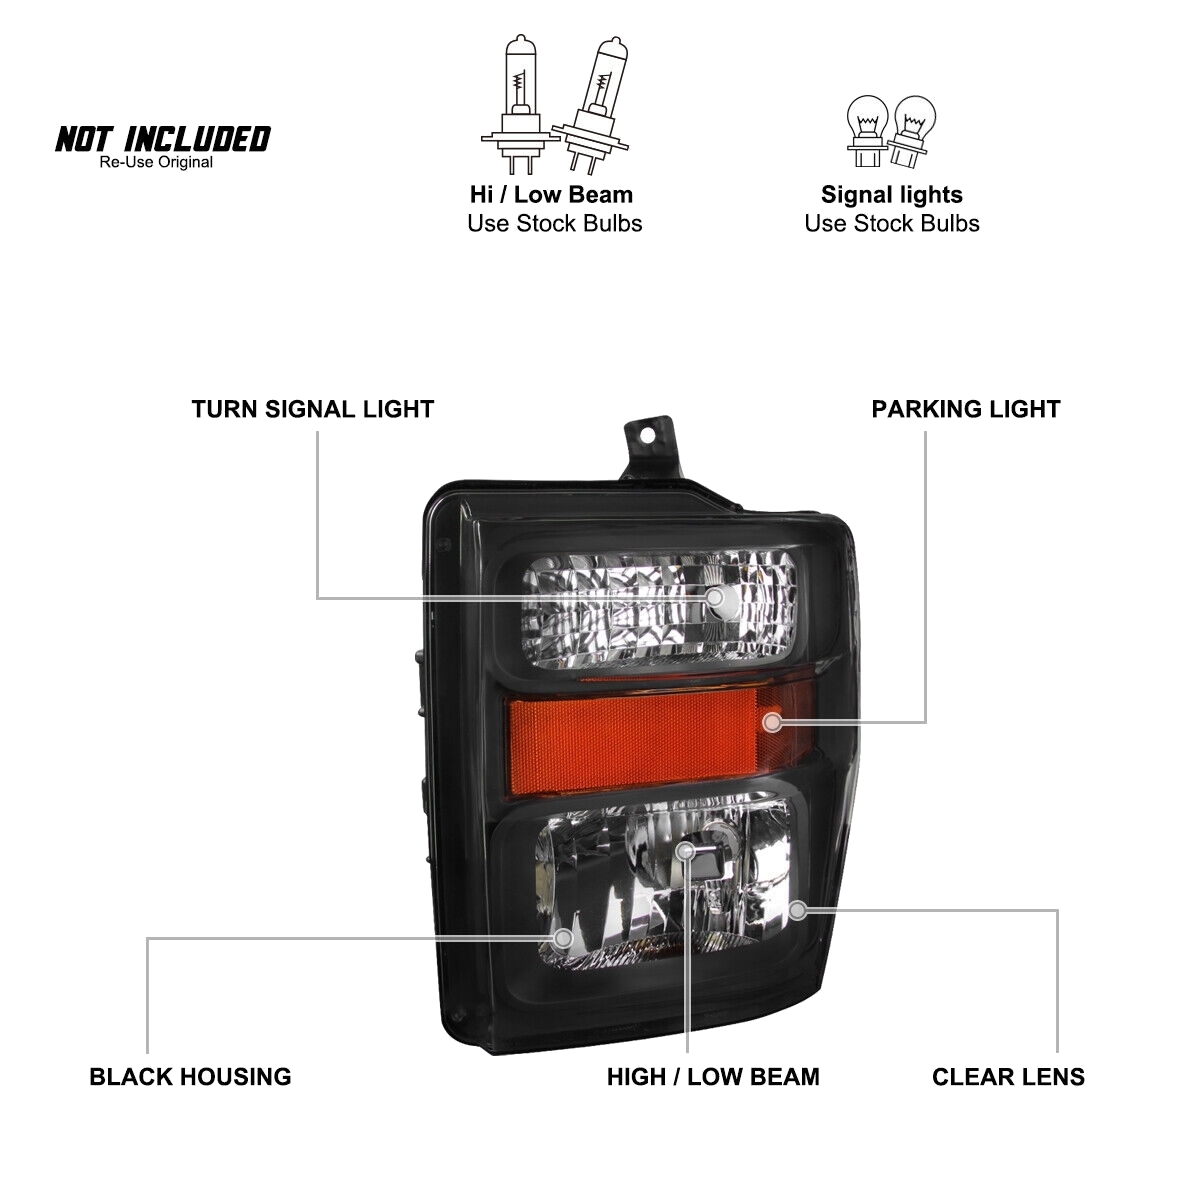 NOT INCLUDED
Re-Use Original
Hi / Low Beam
Use Stock Bulbs
Signal lights
Use Stock Bulbs
TURN SIGNAL LIGHT
PARKING LIGHT
BLACK HOUSING
HIGH / LOW BEAM
CLEAR LENS